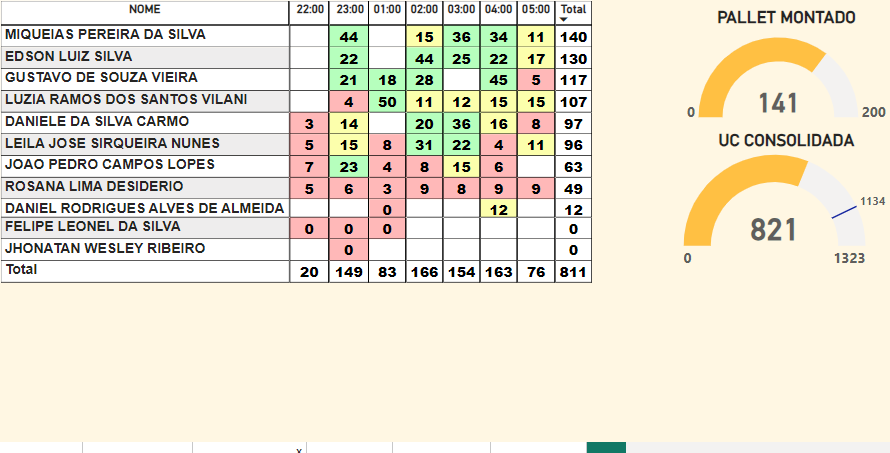 NOME 22:00 23:00 01:00 02:00 03:00 04:00 05:00 Total
MIQUEIAS PEREIRA DA SILVA 44 15 36 34 11 140
EDSON LUIZ SILVA 22 44 25 22 17 130
GUSTAVO DE SOUZA VIEIRA 21 18 28 45 5 117
LUZIA RAMOS DOS SANTOS VILANI 4 50 11 12 15 15 107
DANIELE DA SILVA CARMO 3 14 20 36 16 8 97
LEILA JOSE SIRQUEIRA NUNES 5 15 8 31 22 4 11 96
JOAO PEDRO CAMPOS LOPES 7 23 4 8 15 6 63
ROSANA LIMA DESIDERIO 5 6 3 9 8 9 9 49
DANIEL RODRIGUES ALVES DE ALMEIDA 0 12 12
FELIPE LEONEL DA SILVA 0 0 0 0
JHONATAN WESLEY RIBEIRO 0 0
Total 20 149 83 166 154 163 76 811
PALLET MONTADO
141
0 200
UC CONSOLIDADA
1134
821
0 1323
x